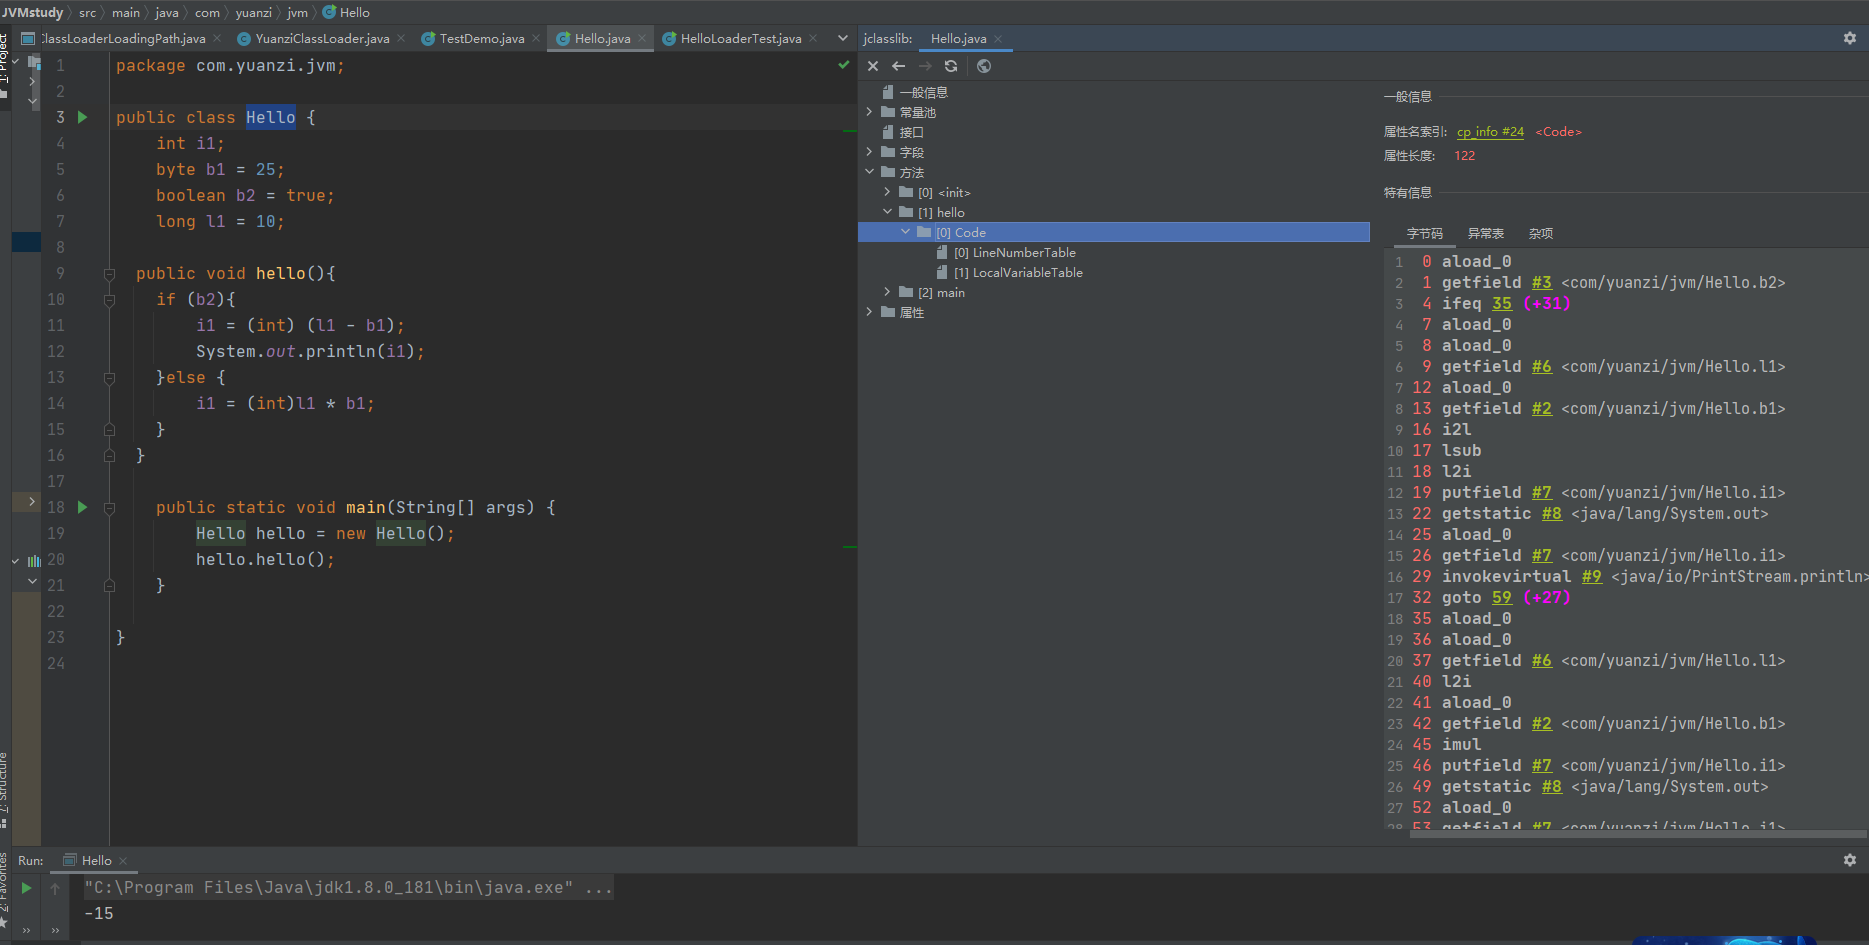 JVMstudy src main java com yuanzi jvm Hello
ClassLoaderLoadingPath.java YuanziClassLoader.java TestDemo.java Hello.java HelloLoaderTest.java
jclasslib: Hello.java
1: Project
7: Structure
2: Favorites
1 package com.yuanzi.jvm;
2
3 public class Hello {
4 int i1;
5 byte b1 = 25;
6 boolean b2 = true;
7 long l1 = 10;
8
9 public void hello(){
10 if (b2){
11 i1 = (int) (l1 - b1);
12 System.out.println(i1);
13 }else {
14 i1 = (int)l1 * b1;
15 }
16 }
17
18 public static void main(String[] args) {
19 Hello hello = new Hello();
20 hello.hello();
21 }
22
23 }
24
一般信息
常量池
接口
字段
方法
[0] <init>
[1] hello
[0] Code
[0] LineNumberTable
[1] LocalVariableTable
[2] main
属性
一般信息
属性名索引: cp_info #24 <Code>
属性长度: 122
特有信息
字节码 异常表 杂项
1 0 aload_0
2 1 getfield #3 <com/yuanzi/jvm/Hello.b2>
3 4 ifeq 35 (+31)
4 7 aload_0
5 8 aload_0
6 9 getfield #6 <com/yuanzi/jvm/Hello.l1>
7 12 aload_0
8 13 getfield #2 <com/yuanzi/jvm/Hello.b1>
9 16 i2l
10 17 lsub
11 18 l2i
12 19 putfield #7 <com/yuanzi/jvm/Hello.i1>
13 22 getstatic #8 <java/lang/System.out>
14 25 aload_0
15 26 getfield #7 <com/yuanzi/jvm/Hello.i1>
16 29 invokevirtual #9 <java/io/PrintStream.println>
17 32 goto 59 (+27)
18 35 aload_0
19 36 aload_0
20 37 getfield #6 <com/yuanzi/jvm/Hello.l1>
21 40 l2i
22 41 aload_0
23 42 getfield #2 <com/yuanzi/jvm/Hello.b1>
24 45 imul
25 46 putfield #7 <com/yuanzi/jvm/Hello.i1>
26 49 getstatic #8 <java/lang/System.out>
27 52 aload_0
28 53 getfield #7 <com/yuanzi/jvm/Hello.i1>
Run: Hello
"C:\Program Files\Java\jdk1.8.0_181\bin\java.exe" ...
-15